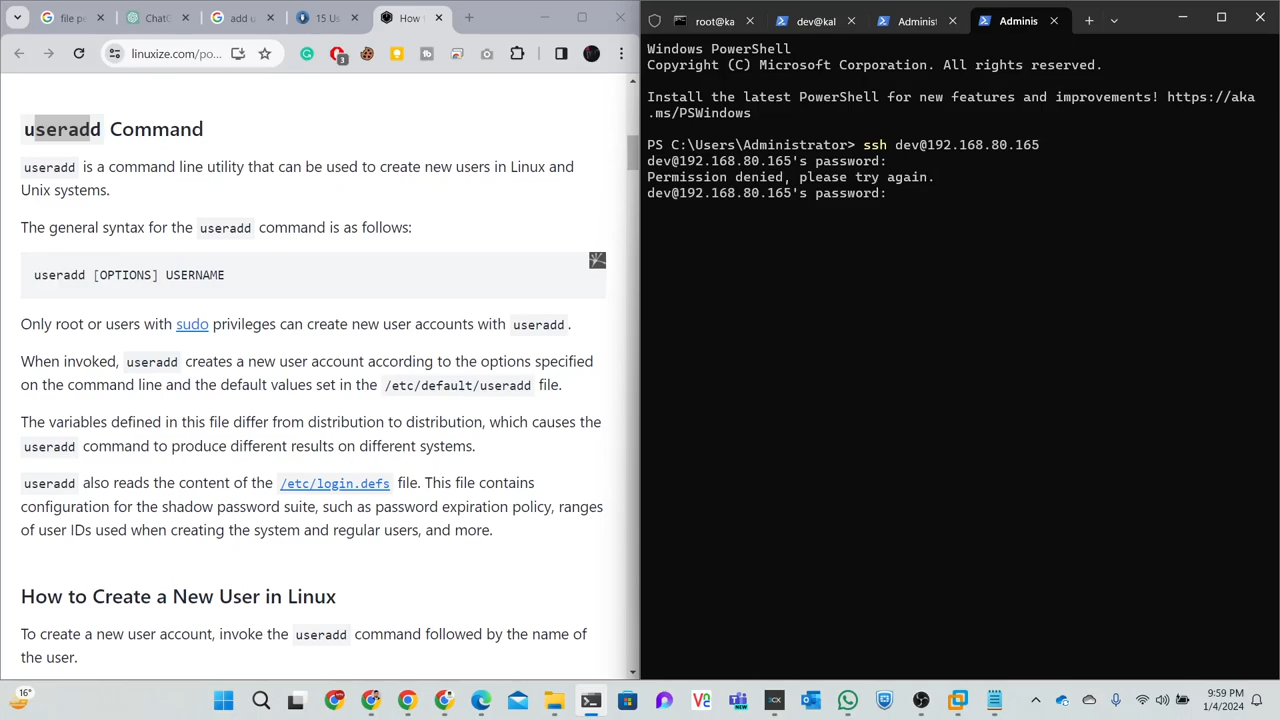 file pe
ChatG
add u
15 Us
How t
linuxize.com/po...
3
useradd Command
useradd is a command line utility that can be used to create new users in Linux and
Unix systems.
The general syntax for the useradd command is as follows:
useradd [OPTIONS] USERNAME
Only root or users with sudo privileges can create new user accounts with useradd.
When invoked, useradd creates a new user account according to the options specified
on the command line and the default values set in the /etc/default/useradd file.
The variables defined in this file differ from distribution to distribution, which causes the
useradd command to produce different results on different systems.
useradd also reads the content of the /etc/login.defs file. This file contains
configuration for the shadow password suite, such as password expiration policy, ranges
of user IDs used when creating the system and regular users, and more.
How to Create a New User in Linux
To create a new user account, invoke the useradd command followed by the name of
the user.
root@ka
dev@kal
Administ
Adminis
Windows PowerShell
Copyright (C) Microsoft Corporation. All rights reserved.
Install the latest PowerShell for new features and improvements! https://aka
.ms/PSWindows
PS C:\Users\Administrator> ssh dev@192.168.80.165
dev@192.168.80.165's password:
Permission denied, please try again.
dev@192.168.80.165's password:
16°
9:59 PM
1/4/2024